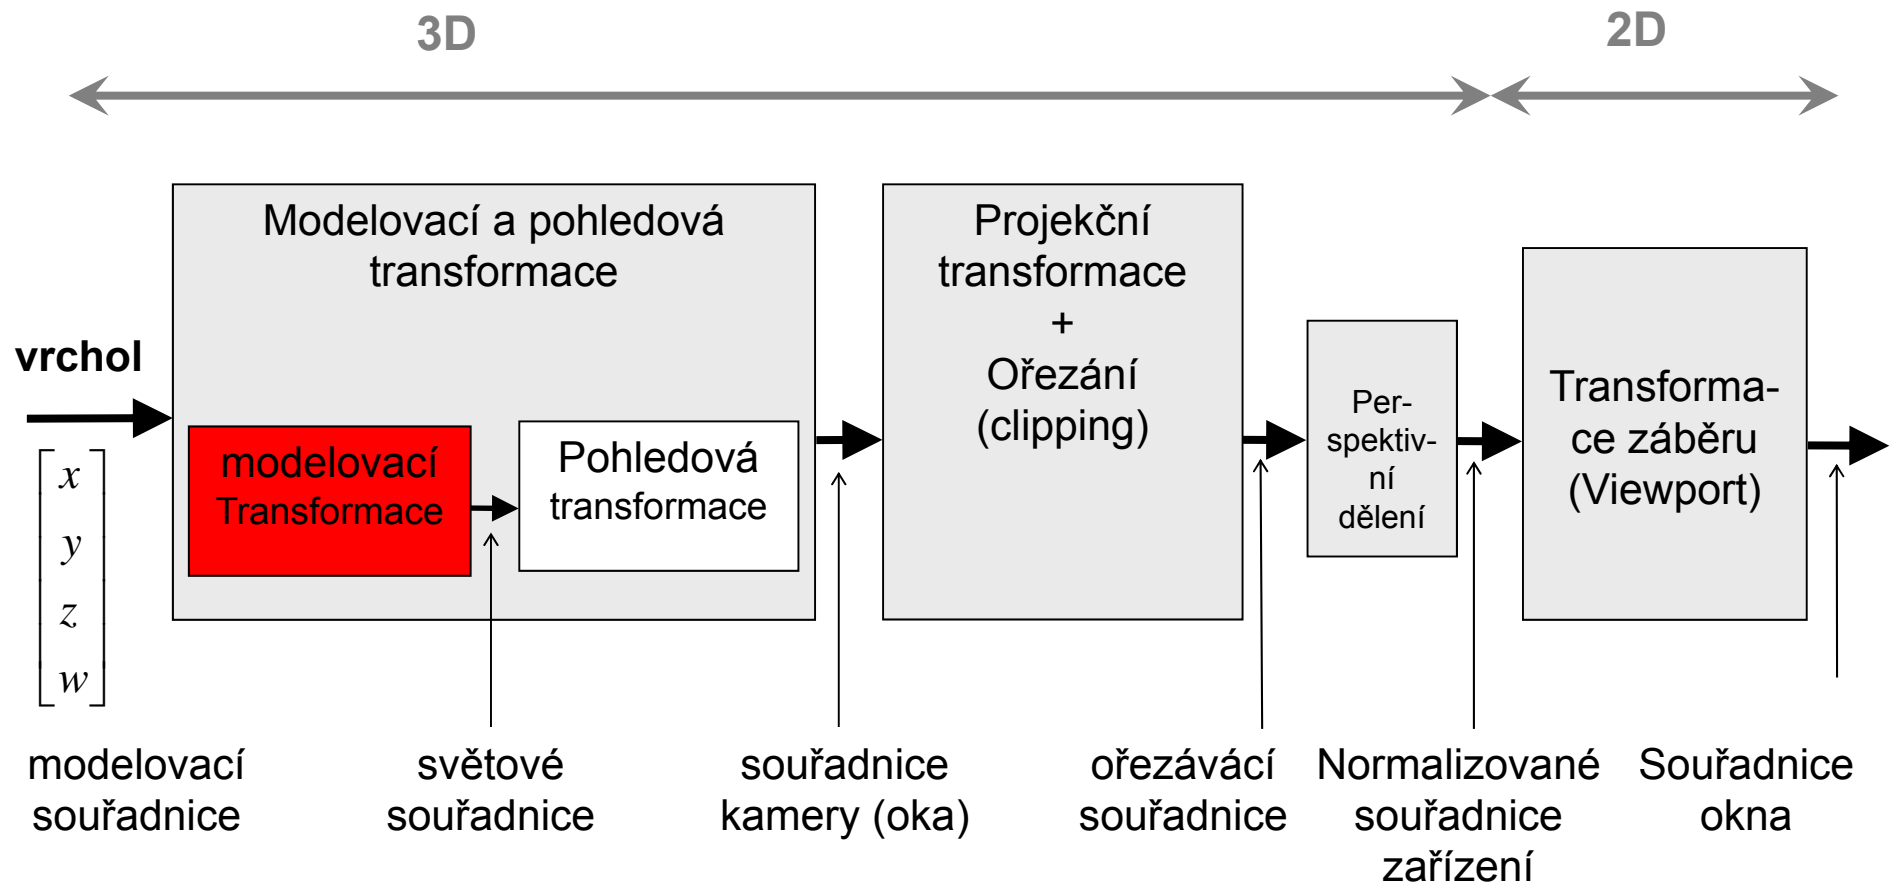 3D
2D
Modelovací a pohledová
transformace
Projekční
transformace
+
Ořezání
(clipping)
vrchol
modelovací
Transformace
Pohledová
transformace
Per-
spektiv-
ní
dělení
Transforma-
ce záběru
(Viewport)
x
y
z
w
modelovací
souřadnice
světové
souřadnice
souřadnice
kamery (oka)
ořezávácí
souřadnice
Normalizované
souřadnice
zařízení
Souřadnice
okna